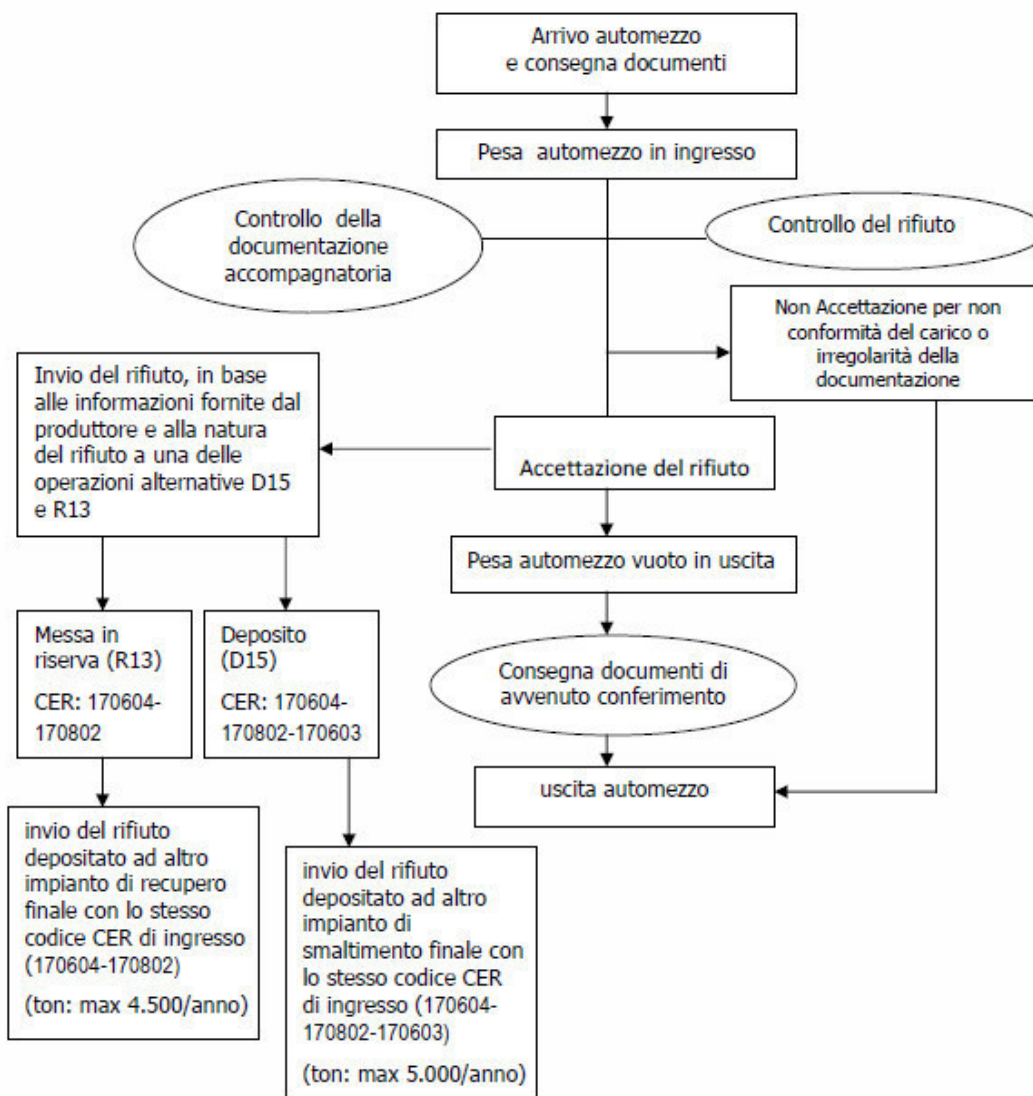 Arrivo automezzo
e consegna documenti
Pesa automezzo in ingresso
Controllo della
documentazione
accompagnatoria
Controllo del rifiuto
Non Accettazione per non
conformità del carico o
irregolarità della
documentazione
Invio del rifiuto, in base
alle informazioni fornite dal
produttore e alla natura
del rifiuto a una delle
operazioni alternative D15
e R13
Accettazione del rifiuto
Pesa automezzo vuoto in uscita
Messa in
riserva (R13)
CER: 170604-
170802
Deposito
(D15)
CER: 170604-
170802-170603
Consegna documenti di
avvenuto conferimento
uscita automezzo
invio del rifiuto
depositato ad altro
impianto di recupero
finale con lo stesso
codice CER di ingresso
(170604-170802)
(ton: max 4.500/anno)
invio del rifiuto
depositato ad altro
impianto di
smaltimento finale con
lo stesso codice CER
di ingresso (170604-
170802-170603)
(ton: max 5.000/anno)